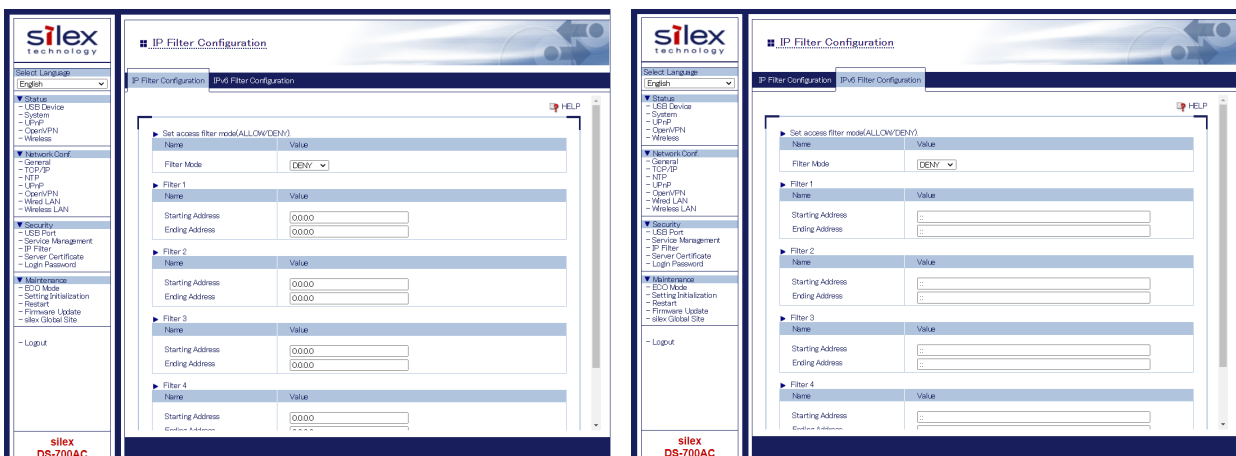 silex
technology
Select Language
English
▼ Status
- USB Device
- System
- UPnP
- OpenVPN
- Wireless
▼ Network Conf.
- General
- TCP/IP
- NTP
- UPnP
- OpenVPN
- Wired LAN
- Wireless LAN
▼ Security
- USB Port
- Service Management
- IP Filter
- Server Certificate
- Login Password
▼ Maintenance
- ECO Mode
- Setting Initialization
- Restart
- Firmware Update
- silex Global Site
- Logout
silex
DS-700AC
IP Filter Configuration
IP Filter Configuration IPv6 Filter Configuration
HELP
▶ Set access filter mode(ALLOW/DENY).
Name Value
Filter Mode DENY
▶ Filter 1
Name Value
Starting Address 0.0.0.0
Ending Address 0.0.0.0
▶ Filter 2
Name Value
Starting Address 0.0.0.0
Ending Address 0.0.0.0
▶ Filter 3
Name Value
Starting Address 0.0.0.0
Ending Address 0.0.0.0
▶ Filter 4
Name Value
Starting Address 0.0.0.0
Ending Address 0.0.0.0
silex
technology
Select Language
English
▼ Status
- USB Device
- System
- UPnP
- OpenVPN
- Wireless
▼ Network Conf.
- General
- TCP/IP
- NTP
- UPnP
- OpenVPN
- Wired LAN
- Wireless LAN
▼ Security
- USB Port
- Service Management
- IP Filter
- Server Certificate
- Login Password
▼ Maintenance
- ECO Mode
- Setting Initialization
- Restart
- Firmware Update
- silex Global Site
- Logout
silex
DS-700AC
IP Filter Configuration
IP Filter Configuration IPv6 Filter Configuration
HELP
▶ Set access filter mode(ALLOW/DENY).
Name Value
Filter Mode DENY
▶ Filter 1
Name Value
Starting Address ::
Ending Address ::
▶ Filter 2
Name Value
Starting Address ::
Ending Address ::
▶ Filter 3
Name Value
Starting Address ::
Ending Address ::
▶ Filter 4
Name Value
Starting Address ::
Ending Address